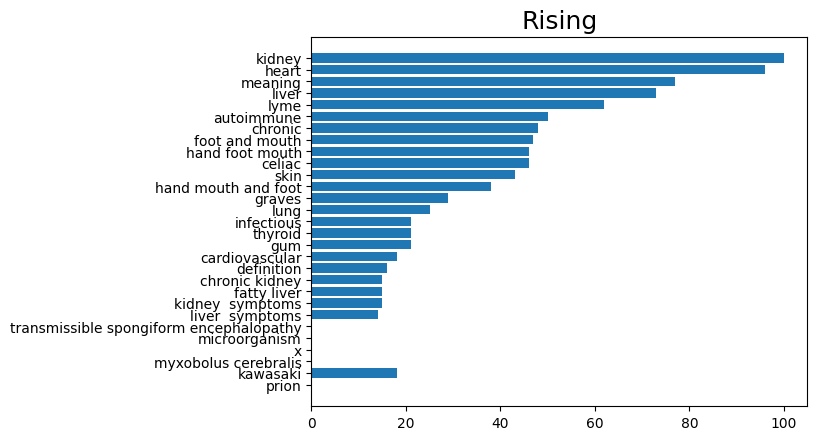 Rising
kidney
heart
meaning
liver
lyme
autoimmune
chronic
foot and mouth
hand foot mouth
celiac
skin
hand mouth and foot
graves
lung
infectious
thyroid
gum
cardiovascular
definition
chronic kidney
fatty liver
kidney  symptoms
liver  symptoms
transmissible spongiform encephalopathy
microorganism
x
myxobolus cerebralis
kawasaki
prion
0 20 40 60 80 100